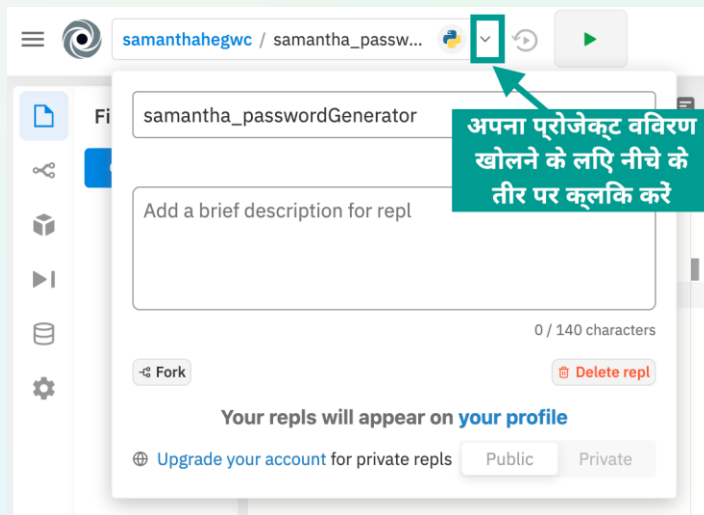 samanthahegwc / samantha_passw...
Fi
samantha_passwordGenerator
अपना प्रोजेक्ट विवरण
खोलने के लिए नीचे के
तीर पर क्लिक करें
Add a brief description for repl
0 / 140 characters
Fork
Delete repl
Your repls will appear on your profile
Upgrade your account for private repls
Public
Private